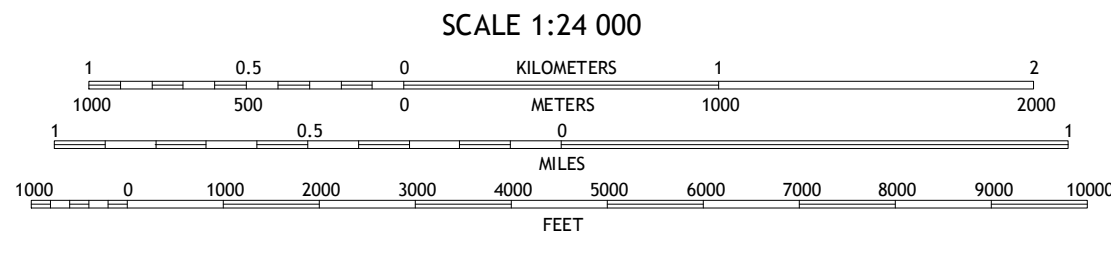 SCALE 1:24 000
1 0.5 0 KILOMETERS 1 2
1000 500 0 METERS 1000 2000
1 0.5 0 1
MILES
1000 0 1000 2000 3000 4000 5000 6000 7000 8000 9000 10000
FEET